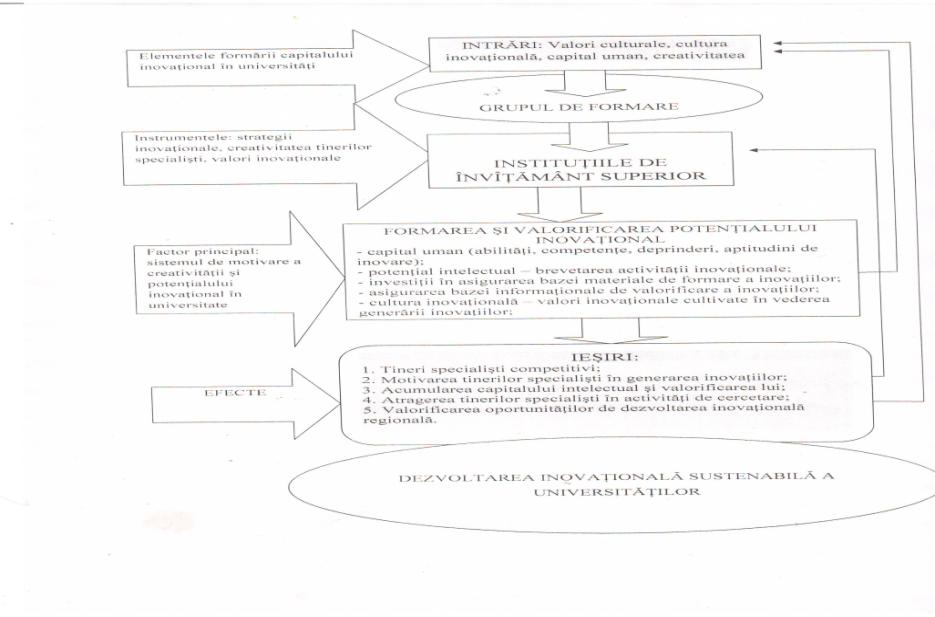 Elementele formării capitalului
inovațional în universități
INTRĂRI: Valori culturale, cultura
inovațională, capital uman, creativitatea
GRUPUL DE FORMARE
Instrumentele: strategii
inovaționale, creativitatea tinerilor
specialiști, valori inovaționale
INSTITUȚIILE DE
ÎNVÎȚĂMÂNT SUPERIOR
FORMAREA ȘI VALORIFICAREA POTENȚIALULUI
INOVAȚIONAL
- capital uman (abilități, competențe, deprinderi, aptitudini de
inovare);
- potențial intelectual – brevetarea activității inovaționale;
- investiții în asigurarea bazei materiale de formare a inovațiilor;
- asigurarea bazei informaționale de valorificare a inovațiilor;
- cultura inovațională – valori inovaționale cultivate în vederea
generării inovațiilor;
Factor principal:
sistemul de motivare a
creativității și
potențialului
inovațional în
universitate
IEȘIRI:
1. Tineri specialiști competitivi;
2. Motivarea tinerilor specialiști în generarea inovațiilor;
3. Acumularea capitalului intelectual și valorificarea lui;
4. Atragerea tinerilor specialiști în activități de cercetare;
5. Valorificarea oportunităților de dezvoltarea inovațională
regională.
EFECTE
DEZVOLTAREA INOVAȚIONALĂ SUSTENABILĂ A
UNIVERSITĂȚILOR